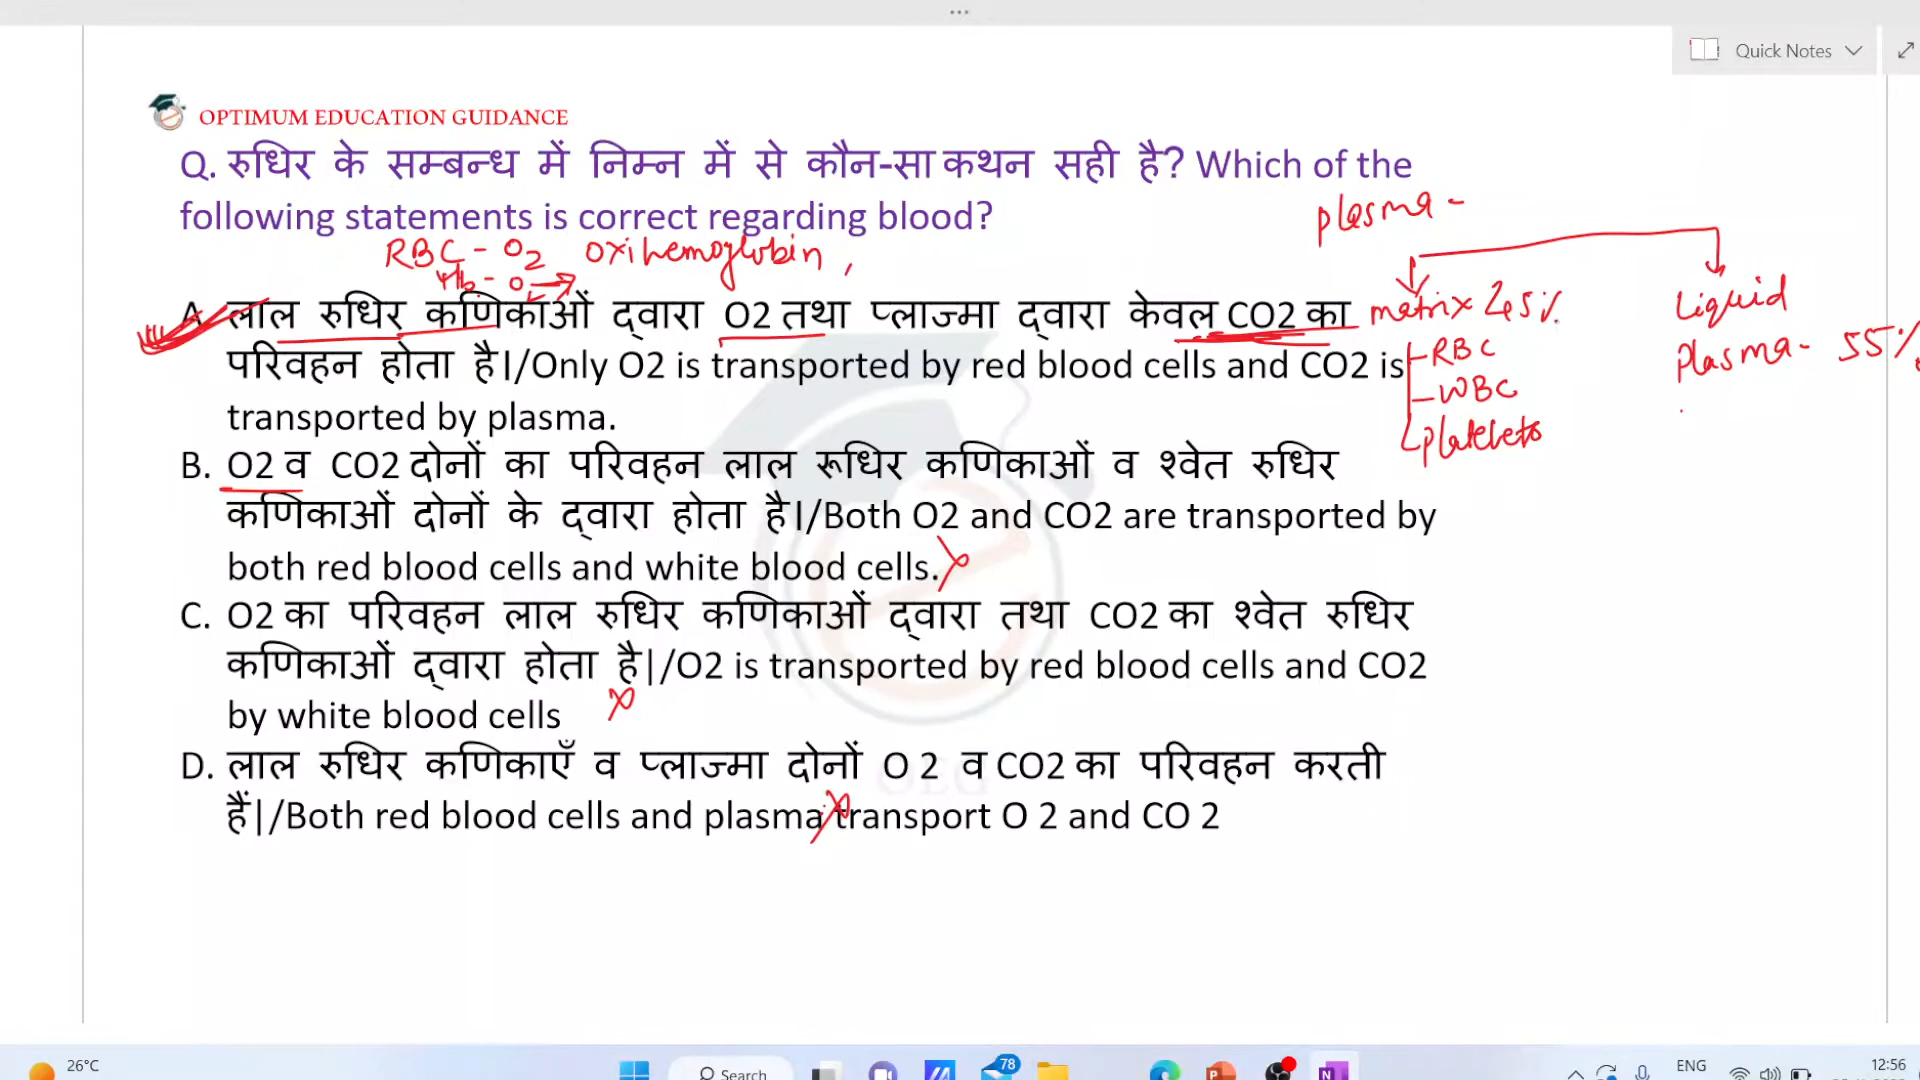 Quick Notes
OPTIMUM EDUCATION GUIDANCE
Q. रुधिर के सम्बन्ध में निम्न में से कौन-सा कथन सही है? Which of the
following statements is correct regarding blood?
plasma -
RBC - O2 oxihemoglobin,
Hb - O
A. लाल रुधिर कणिकाओं द्वारा O2 तथा प्लाज्मा द्वारा केवल CO2 का
परिवहन होता है।/Only O2 is transported by red blood cells and CO2 is
transported by plasma.
matrix 45%
- RBC
- WBC
platelets
Liquid
plasma - 55%
B. O2 व CO2 दोनों का परिवहन लाल रूधिर कणिकाओं व श्वेत रुधिर
कणिकाओं दोनों के द्वारा होता है।/Both O2 and CO2 are transported by
both red blood cells and white blood cells.
C. O2 का परिवहन लाल रुधिर कणिकाओं द्वारा तथा CO2 का श्वेत रुधिर
कणिकाओं द्वारा होता है|/O2 is transported by red blood cells and CO2
by white blood cells
D. लाल रुधिर कणिकाएँ व प्लाज्मा दोनों O 2 व CO2 का परिवहन करती
हैं|/Both red blood cells and plasma transport O 2 and CO 2
OEG
26°C
Search
78
ENG
12:56